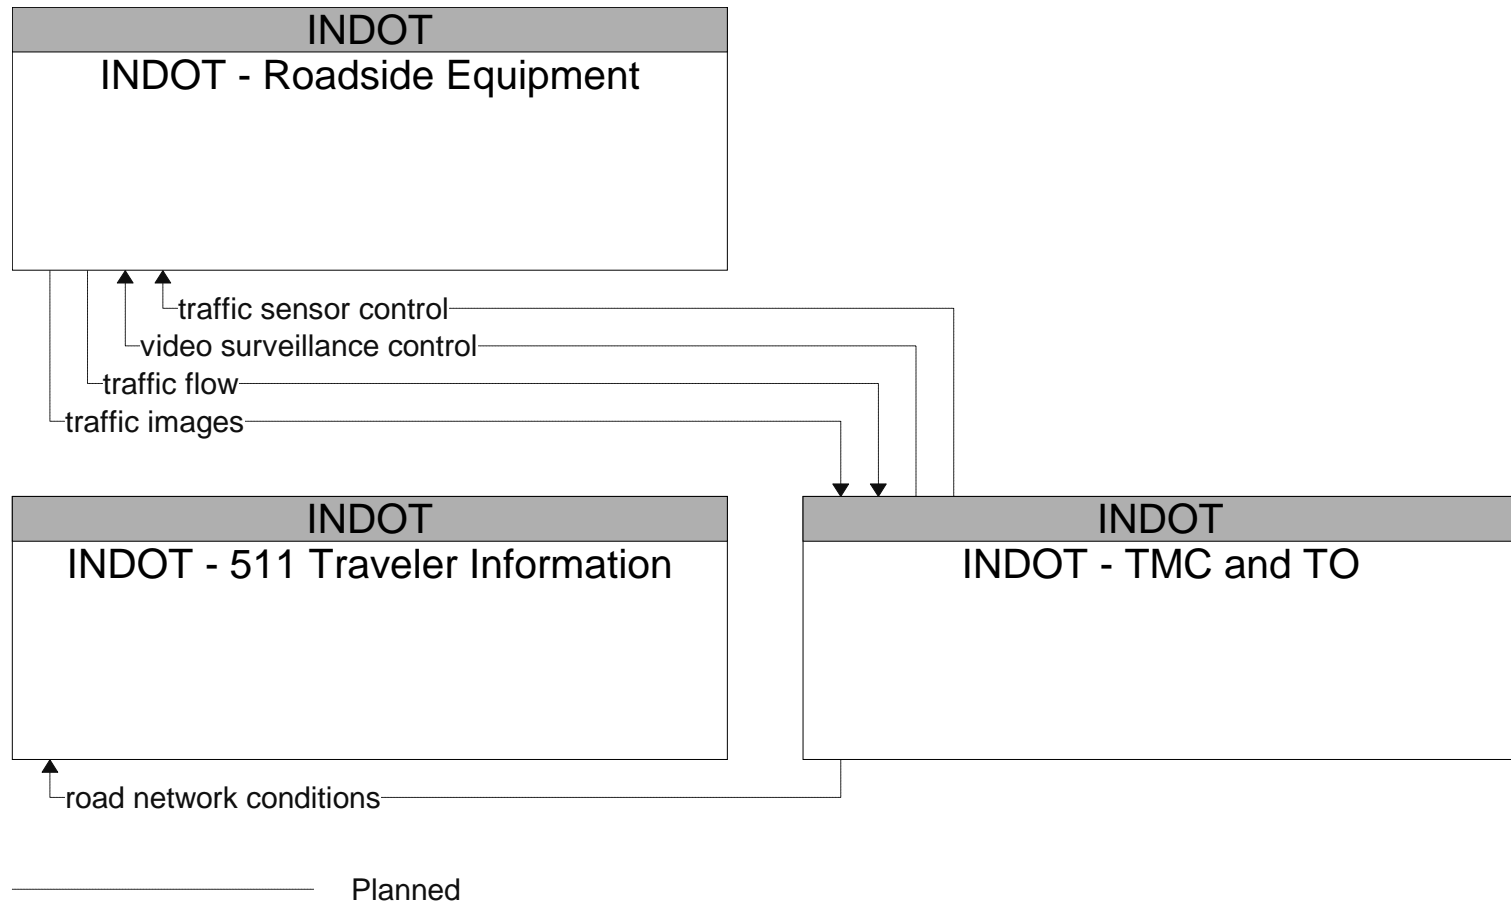 INDOT
INDOT - Roadside Equipment
traffic sensor control
video surveillance control
traffic flow
traffic images
INDOT
INDOT - 511 Traveler Information
INDOT
INDOT - TMC and TO
road network conditions
Planned